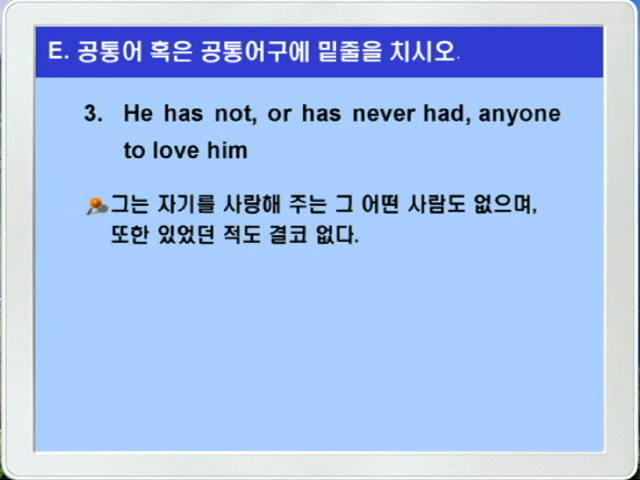 E. 공통어 혹은 공통어구에 밑줄을 치시오.
3. He has not, or has never had, anyone
to love him
그는 자기를 사랑해 주는 그 어떤 사람도 없으며,
또한 있었던 적도 결코 없다.